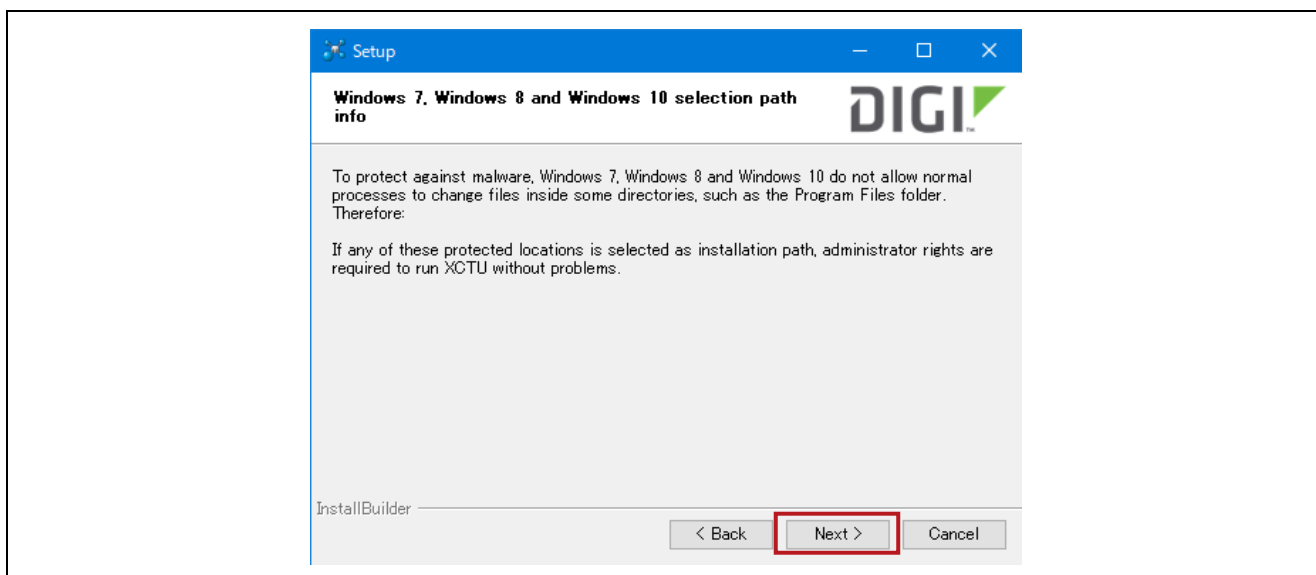 Setup
Windows 7, Windows 8 and Windows 10 selection path
info
DIGI
To protect against malware, Windows 7, Windows 8 and Windows 10 do not allow normal
processes to change files inside some directories, such as the Program Files folder.
Therefore:
If any of these protected locations is selected as installation path, administrator rights are
required to run XCTU without problems.
InstallBuilder
< Back Next > Cancel